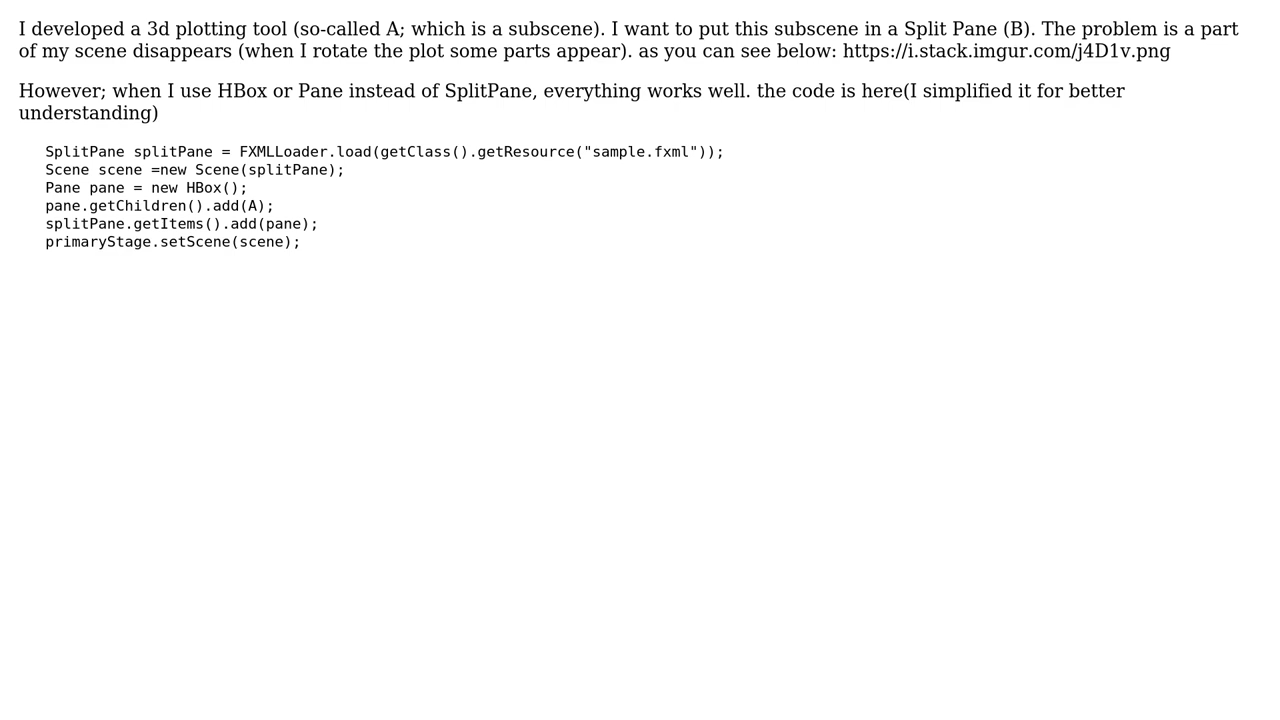 I developed a 3d plotting tool (so-called A; which is a subscene). I want to put this subscene in a Split Pane (B). The problem is a part
of my scene disappears (when I rotate the plot some parts appear). as you can see below: https://i.stack.imgur.com/j4D1v.png
However; when I use HBox or Pane instead of SplitPane, everything works well. the code is here(I simplified it for better
understanding)
SplitPane splitPane = FXMLLoader.load(getClass().getResource("sample.fxml"));
Scene scene =new Scene(splitPane);
Pane pane = new HBox();
pane.getChildren().add(A);
splitPane.getItems().add(pane);
primaryStage.setScene(scene);